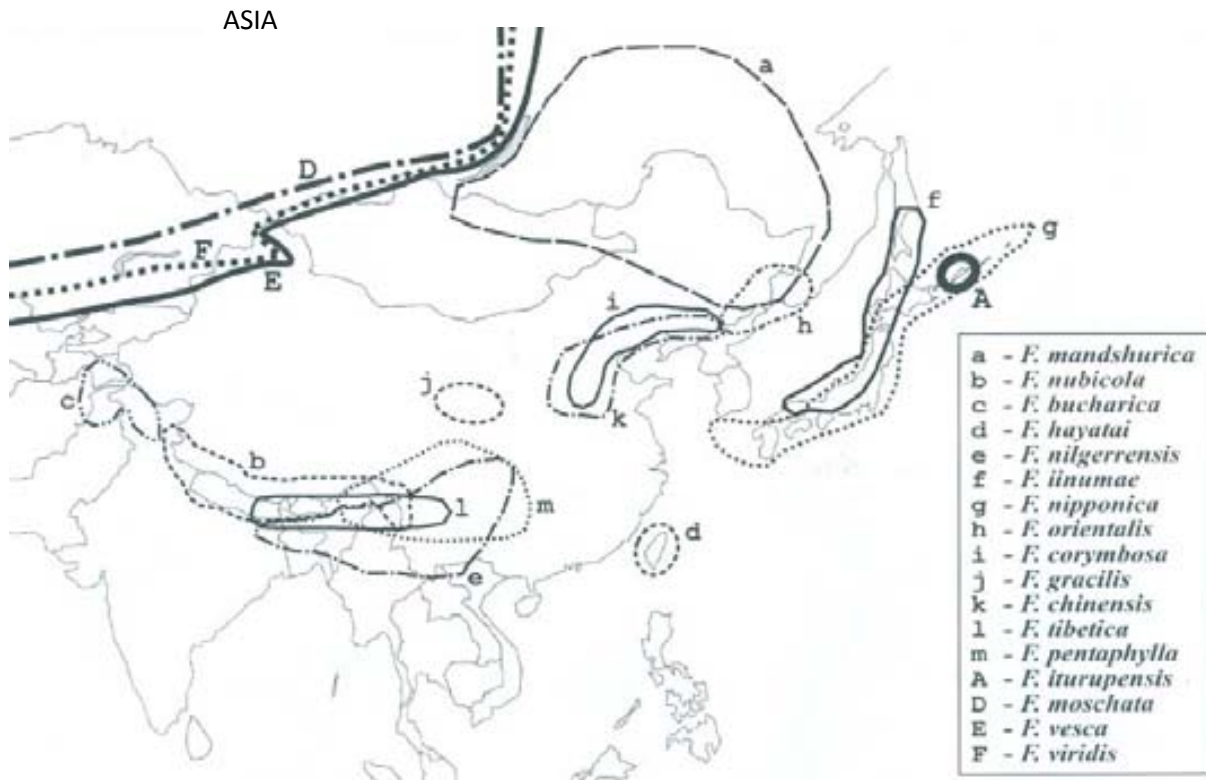 ASIA
a
D
f
g
F
E
A
i
h
j
c
k
b
l
m
d
e
a - F. mandshurica
b - F. nubicola
c - F. bucharica
d - F. hayatai
e - F. nilgerrensis
f - F. iinumae
g - F. nipponica
h - F. orientalis
i - F. corymbosa
j - F. gracilis
k - F. chinensis
l - F. tibetica
m - F. pentaphylla
A - F. iturupensis
D - F. moschata
E - F. vesca
F - F. viridis